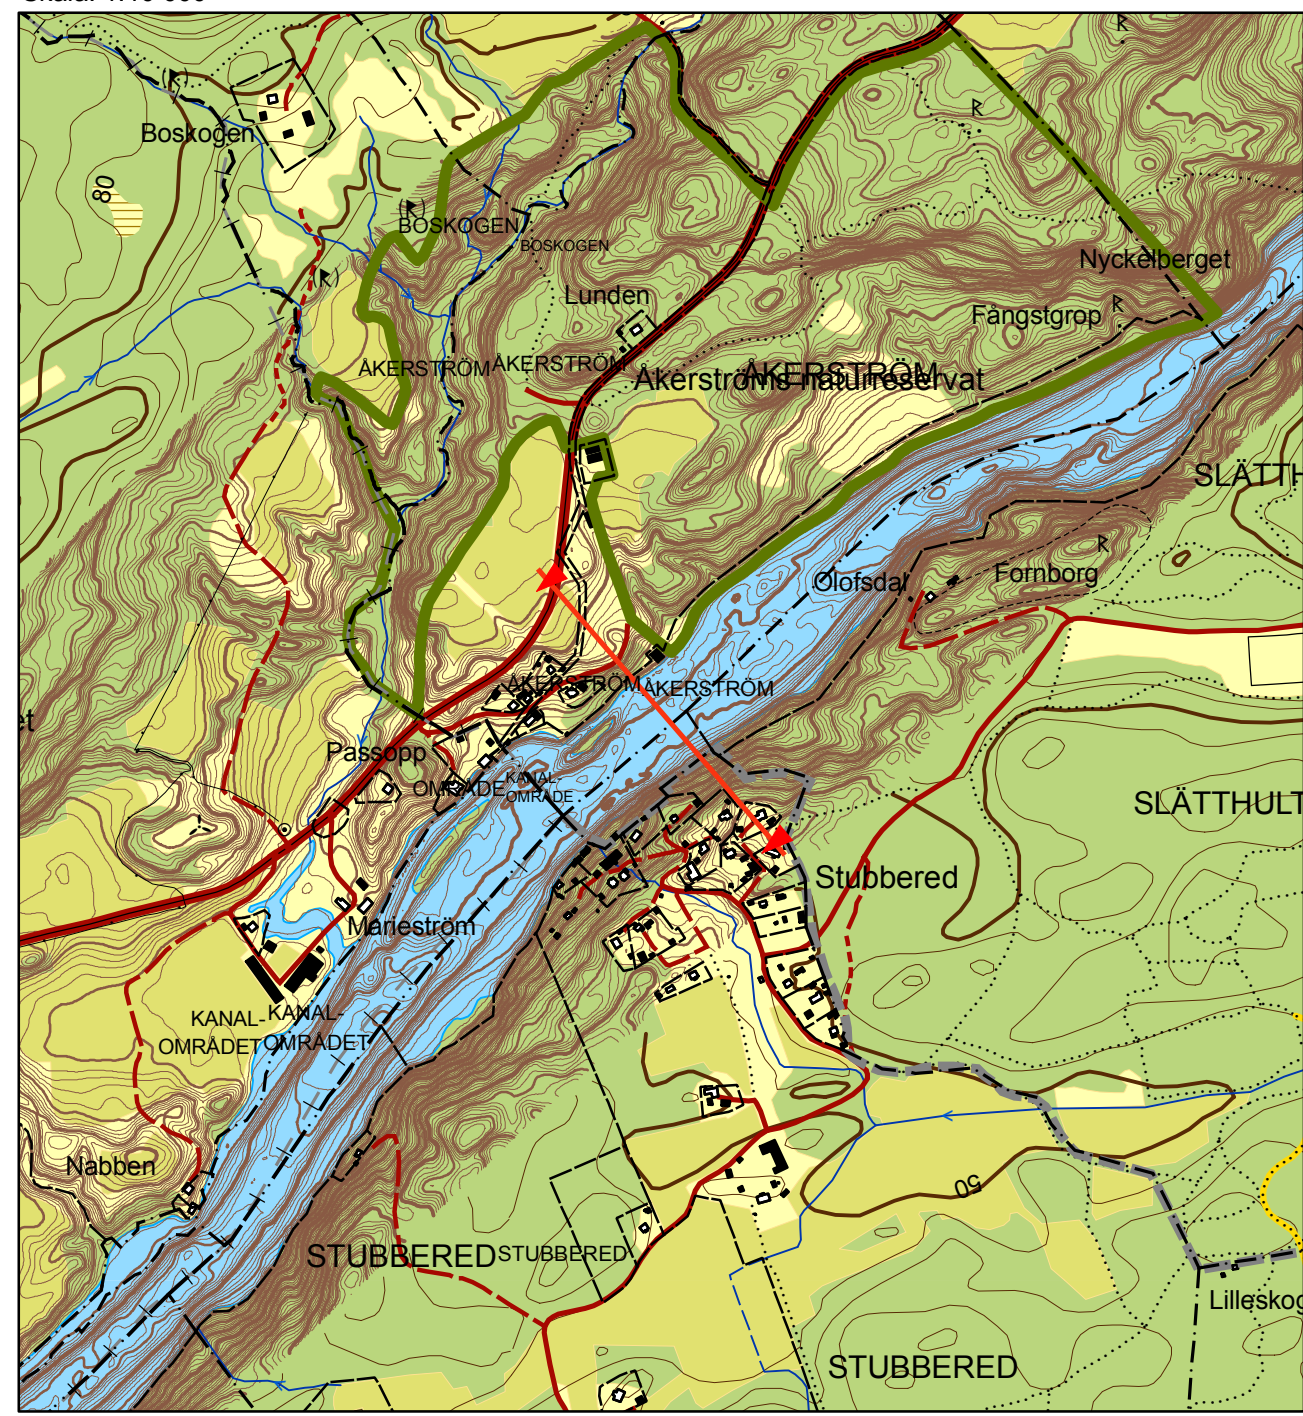 Boskogen
80
(R)
(R)
BOSKOGEN
BOSKOGEN
(R)
R
R
Nyckelberget
Lunden
Fångstgrop R
ÅKERSTRÖM
ÅKERSTRÖM
ÅKERSTRÖM
Åkerströms naturreservat
SLÄTTH
R
Olofsdal
Fornborg
ÅKERSTRÖM
ÅKERSTRÖM
et
Passopp
OMRÅDE
KANAL-
OMRÅDE
SLÄTTHULT
Stubbered
Marieström
KANAL-
OMRÅDET
KANAL-
OMRÅDET
Nabben
50
STUBBERED
STUBBERED
Lilleskog
STUBBERED